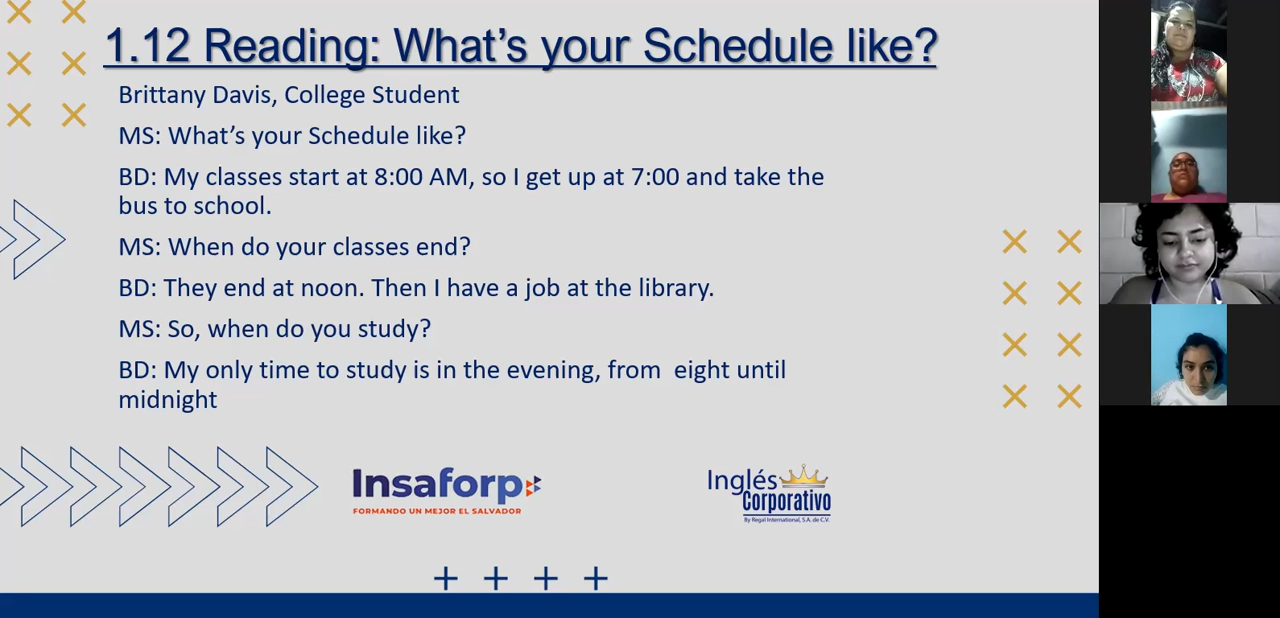 1.12 Reading: What's your Schedule like?
Brittany Davis, College Student
MS: What's your Schedule like?
BD: My classes start at 8:00 AM, so I get up at 7:00 and take the
bus to school.
MS: When do your classes end?
BD: They end at noon. Then I have a job at the library.
MS: So, when do you study?
BD: My only time to study is in the evening, from  eight until
midnight
Insaforp
FORMANDO UN MEJOR EL SALVADOR
Inglés
Corporativo
By Regal International, S.A. de C.V.